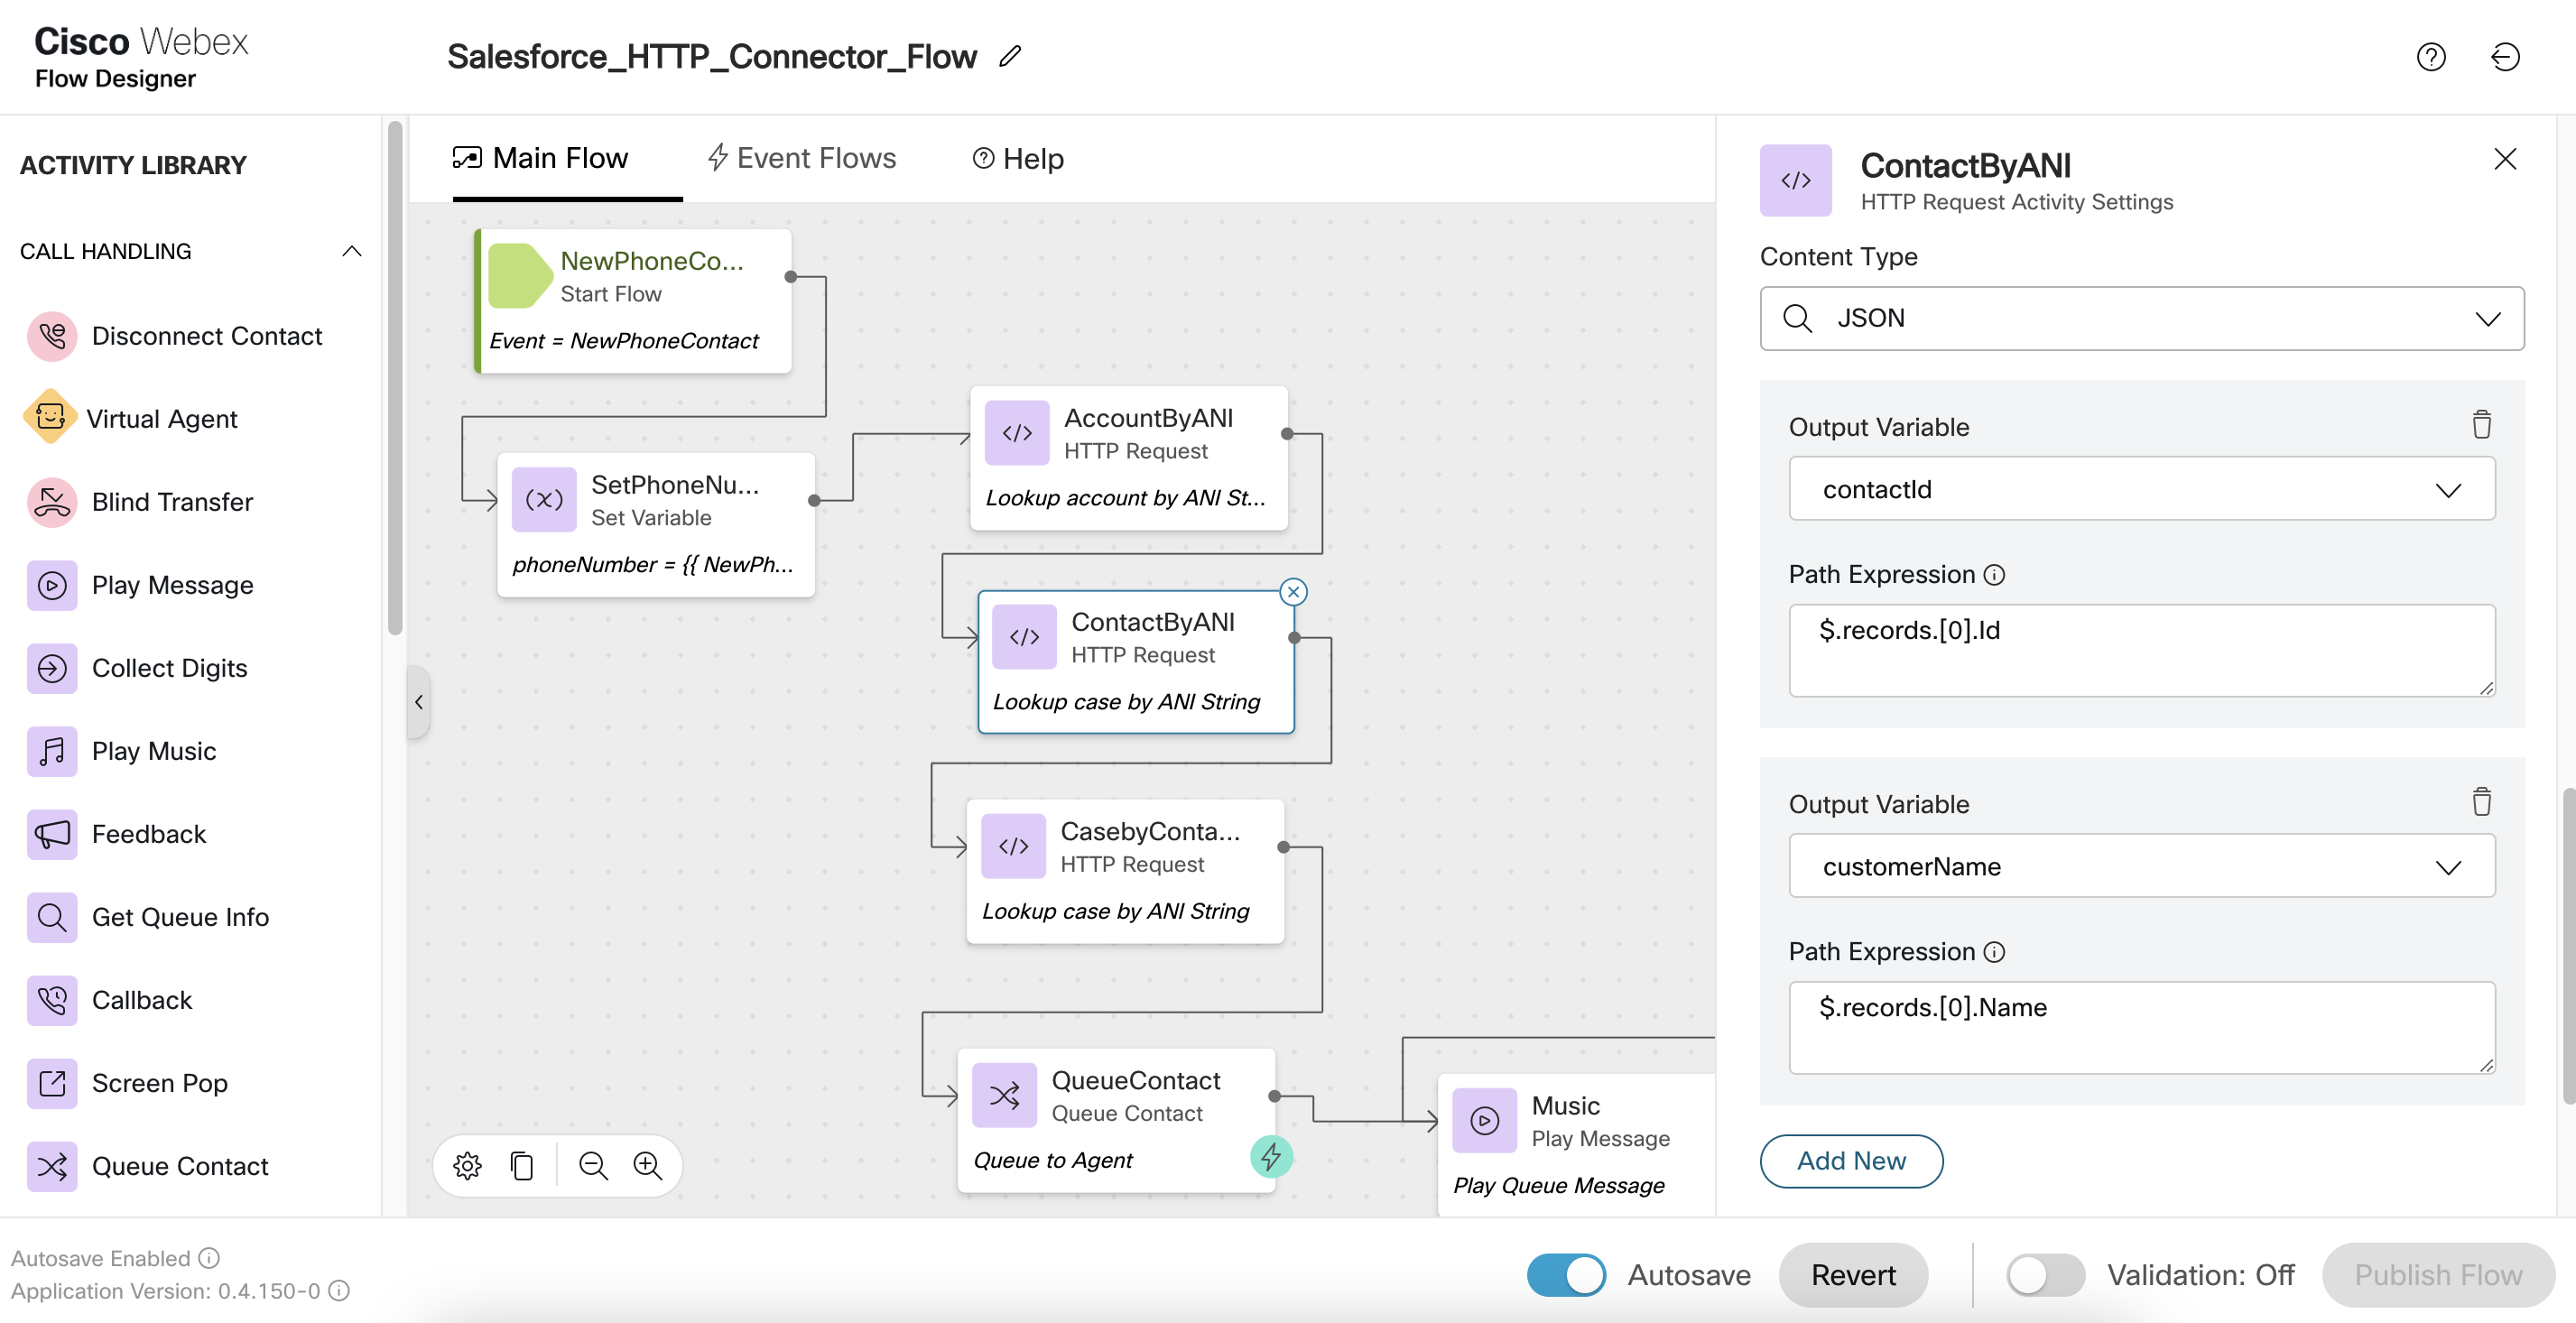 Cisco Webex
Flow Designer
Salesforce_HTTP_Connector_Flow
ACTIVITY LIBRARY
CALL HANDLING
Disconnect Contact
Virtual Agent
Blind Transfer
Play Message
Collect Digits
Play Music
Feedback
Get Queue Info
Callback
Screen Pop
Queue Contact
Main Flow
Event Flows
Help
NewPhoneCo...
Start Flow
Event = NewPhoneContact
SetPhoneNu...
Set Variable
phoneNumber = {{ NewPh...
AccountByANI
HTTP Request
Lookup account by ANI St...
ContactByANI
HTTP Request
Lookup case by ANI String
CasebyConta...
HTTP Request
Lookup case by ANI String
QueueContact
Queue Contact
Queue to Agent
Music
Play Message
Play Queue Message
ContactByANI
HTTP Request Activity Settings
Content Type
JSON
Output Variable
contactId
Path Expression
$.records.[0].Id
Output Variable
customerName
Path Expression
$.records.[0].Name
Add New
Autosave Enabled
Application Version: 0.4.150-0
Autosave
Revert
Validation: Off
Publish Flow